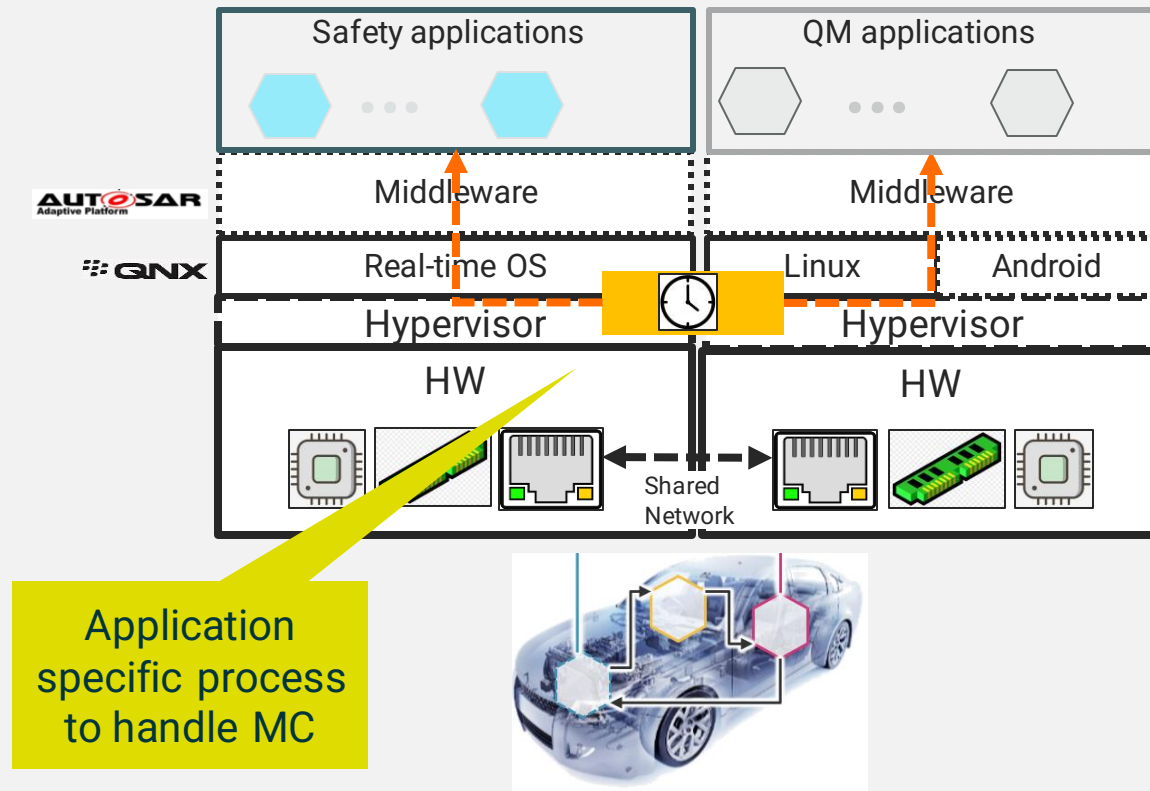 Safety applications
QM applications
Middleware
Middleware
AUTOSAR
Adaptive Platform
QNX
Real-time OS
Linux
Android
Hypervisor
Hypervisor
HW
HW
Shared
Network
Application
specific process
to handle MC